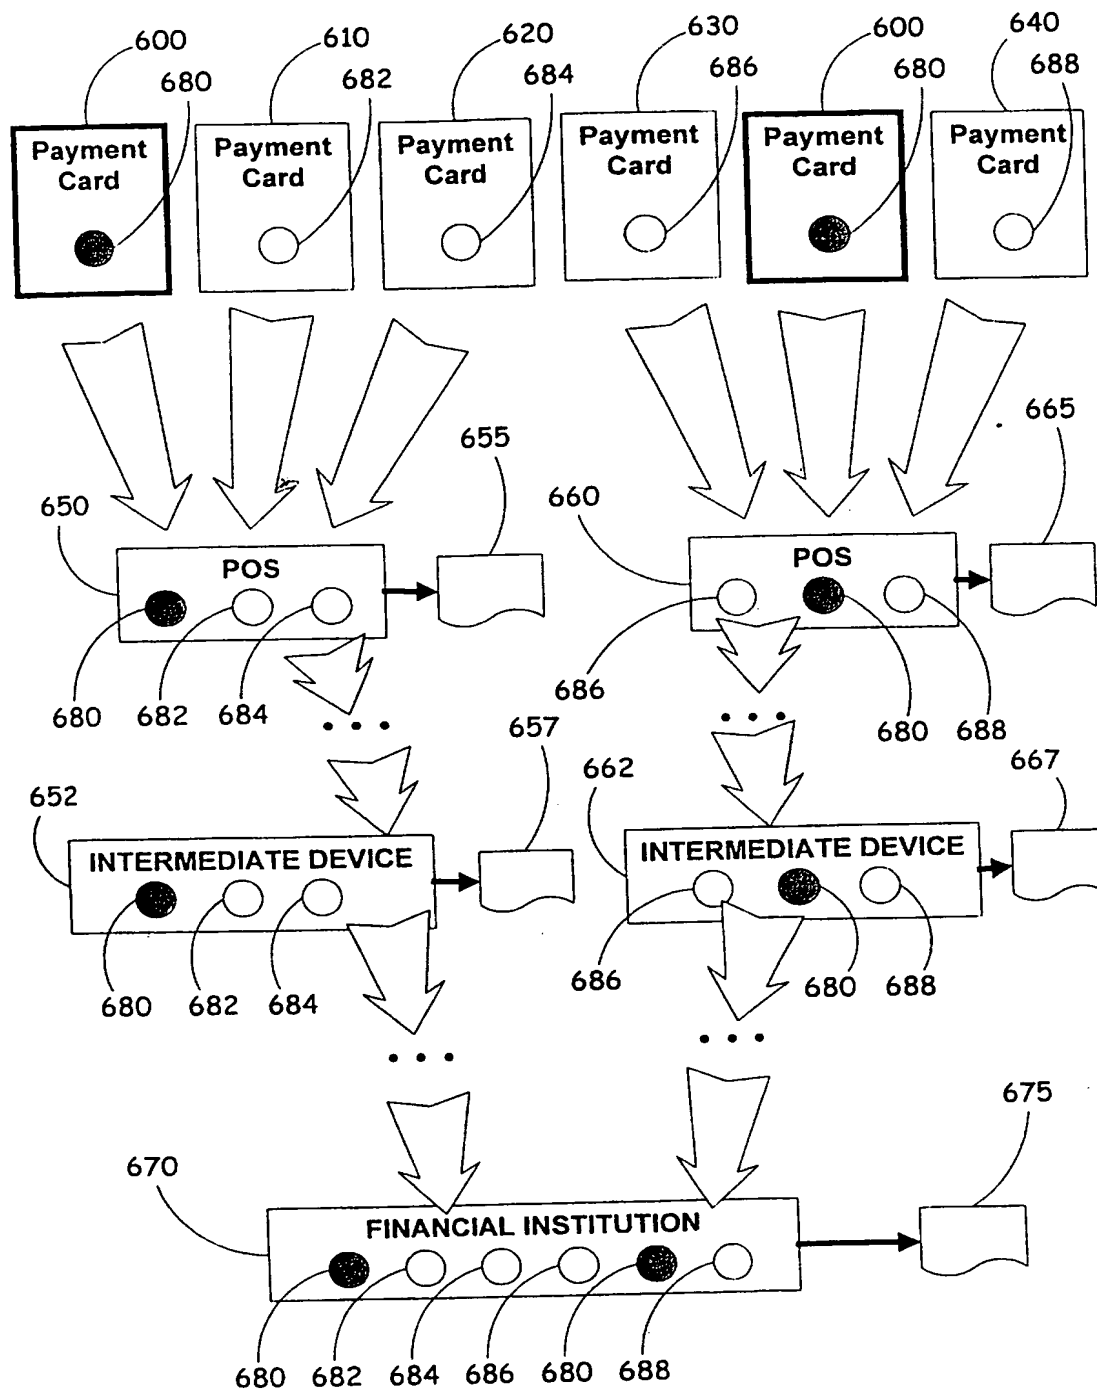 600 610 620 630 600 640
680 682 684 686 680 688
Payment Card
Payment Card
Payment Card
Payment Card
Payment Card
Payment Card
655 665
650 660
POS POS
680 682 684 686 680 688
. . . . . .
657 667
652 662
INTERMEDIATE DEVICE INTERMEDIATE DEVICE
680 682 684 686 680 688
. . . . . .
675
670
FINANCIAL INSTITUTION
680 682 684 686 680 688